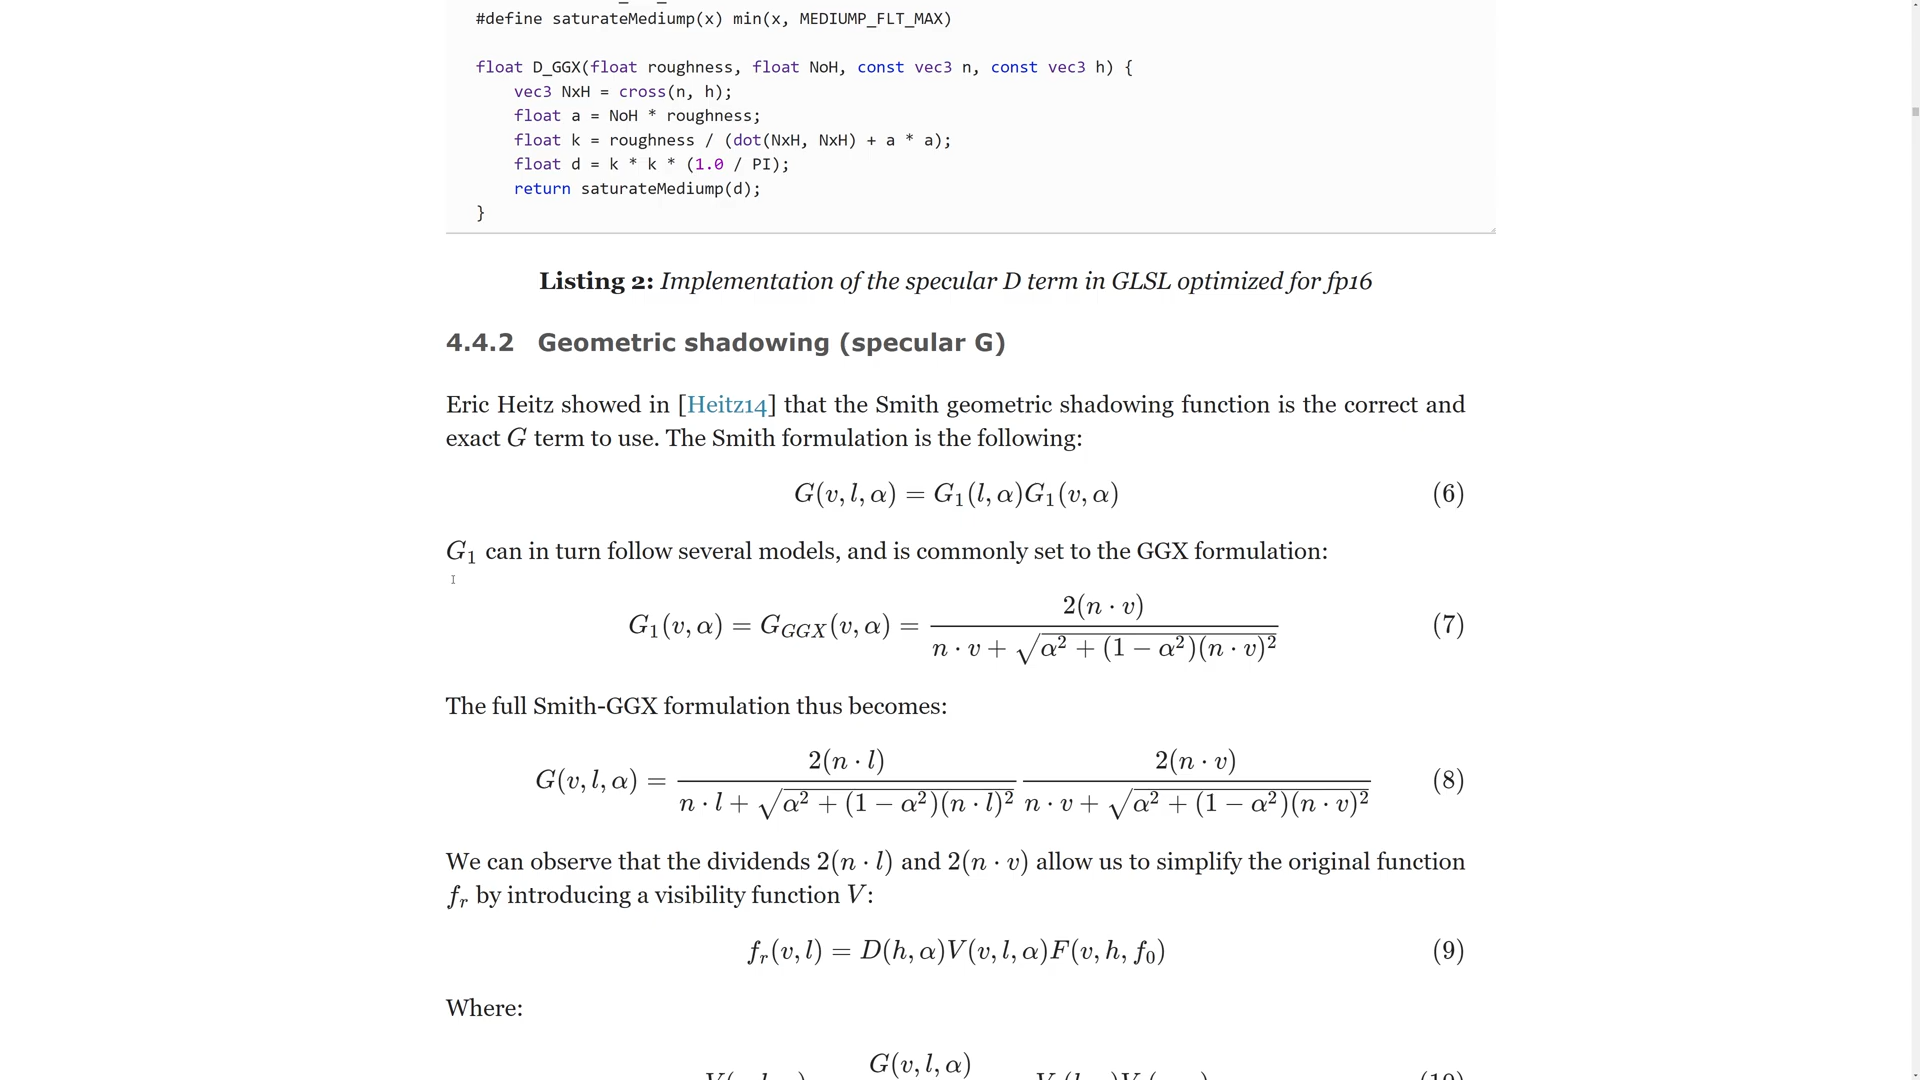 #define saturateMediump(x) min(x, MEDIUMP_FLT_MAX)
float D_GGX(float roughness, float NoH, const vec3 n, const vec3 h) {
    vec3 NxH = cross(n, h);
    float a = NoH * roughness;
    float k = roughness / (dot(NxH, NxH) + a * a);
    float d = k * k * (1.0 / PI);
    return saturateMediump(d);
}
Listing 2: Implementation of the specular D term in GLSL optimized for fp16
4.4.2 Geometric shadowing (specular G)
Eric Heitz showed in [Heitz14] that the Smith geometric shadowing function is the correct and
exact G term to use. The Smith formulation is the following:
G(v, l, α) = G₁(l, α)G₁(v, α) (6)
G₁ can in turn follow several models, and is commonly set to the GGX formulation:
G₁(v, α) = G_GGX(v, α) = 2(n · v) / (n · v + √(α² + (1 − α²)(n · v)²)) (7)
The full Smith-GGX formulation thus becomes:
G(v, l, α) = 2(n · l) / (n · l + √(α² + (1 − α²)(n · l)²)) 2(n · v) / (n · v + √(α² + (1 − α²)(n · v)²)) (8)
We can observe that the dividends 2(n · l) and 2(n · v) allow us to simplify the original function
fᵣ by introducing a visibility function V:
fᵣ(v, l) = D(h, α)V(v, l, α)F(v, h, f₀) (9)
Where:
G(v, l, α)